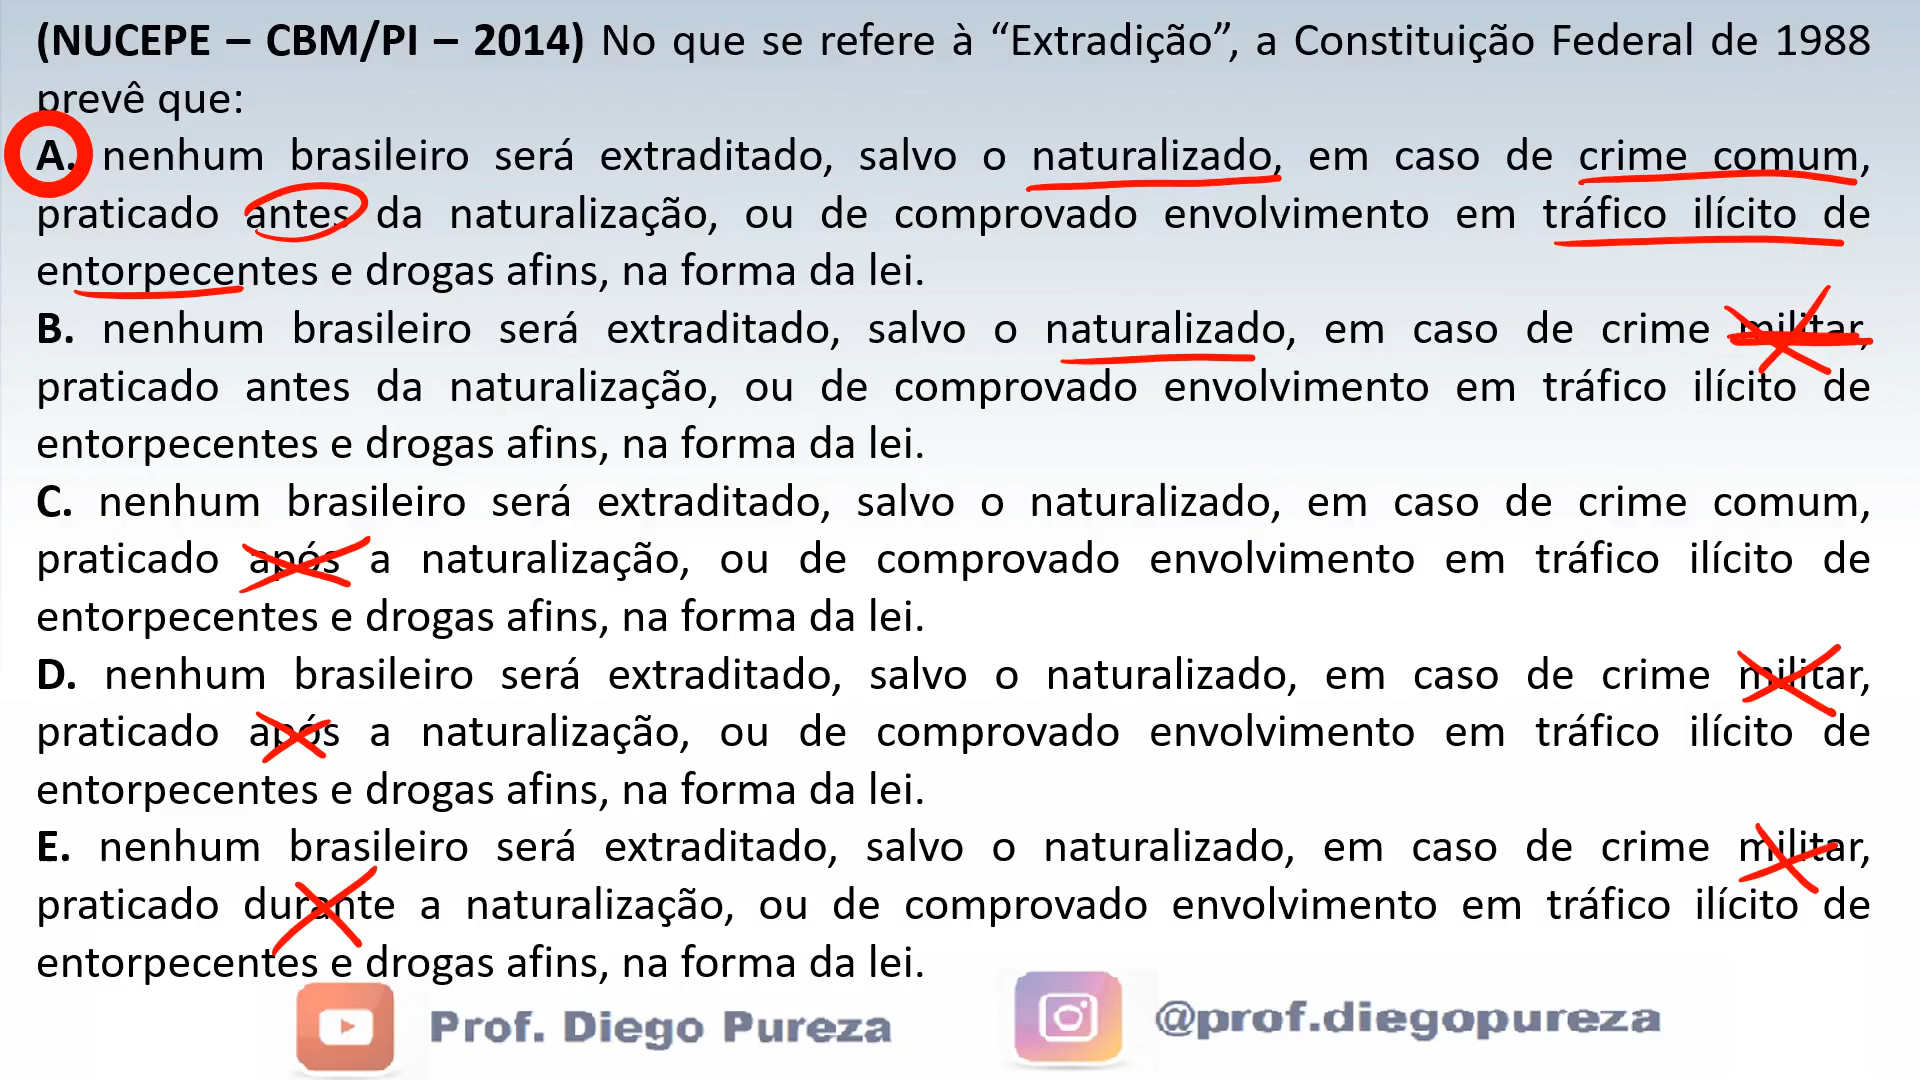 (NUCEPE – CBM/PI – 2014) No que se refere à “Extradição”, a Constituição Federal de 1988
prevê que:
A. nenhum brasileiro será extraditado, salvo o naturalizado, em caso de crime comum,
praticado antes da naturalização, ou de comprovado envolvimento em tráfico ilícito de
entorpecentes e drogas afins, na forma da lei.
B. nenhum brasileiro será extraditado, salvo o naturalizado, em caso de crime militar,
praticado antes da naturalização, ou de comprovado envolvimento em tráfico ilícito de
entorpecentes e drogas afins, na forma da lei.
C. nenhum brasileiro será extraditado, salvo o naturalizado, em caso de crime comum,
praticado após a naturalização, ou de comprovado envolvimento em tráfico ilícito de
entorpecentes e drogas afins, na forma da lei.
D. nenhum brasileiro será extraditado, salvo o naturalizado, em caso de crime militar,
praticado após a naturalização, ou de comprovado envolvimento em tráfico ilícito de
entorpecentes e drogas afins, na forma da lei.
E. nenhum brasileiro será extraditado, salvo o naturalizado, em caso de crime militar,
praticado durante a naturalização, ou de comprovado envolvimento em tráfico ilícito de
entorpecentes e drogas afins, na forma da lei.
Prof. Diego Pureza @prof.diegopureza